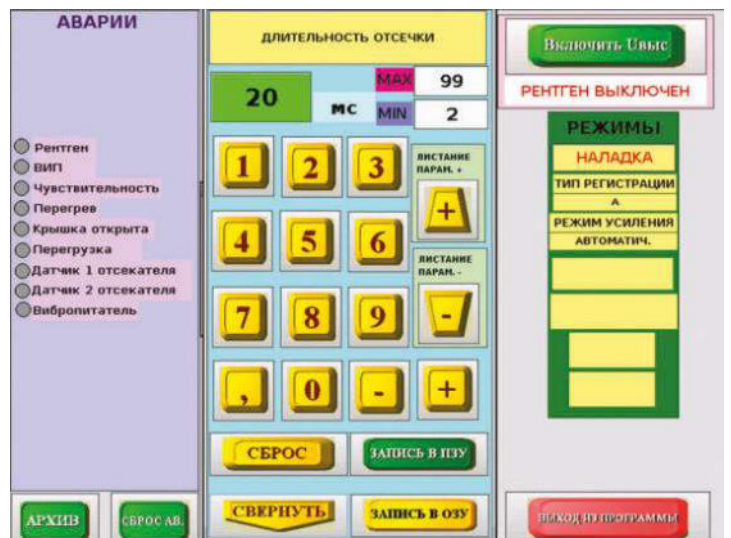 АВАРИИ
Рентген
ВИП
Чувствительность
Перегрев
Крышка открыта
Перегрузка
Датчик 1 отсекателя
Датчик 2 отсекателя
Вибропитатель
АРХИВ
СБРОС АВ.
ДЛИТЕЛЬНОСТЬ ОТСЕЧКИ
20
мс
MAX
99
MIN
2
1
2
3
ЛИСТАНИЕ
ПАРАМ. +
+
4
5
6
ЛИСТАНИЕ
ПАРАМ. -
-
7
8
9
,
0
-
+
СБРОС
ЗАПИСЬ В ПЗУ
СВЕРНУТЬ
ЗАПИСЬ В ОЗУ
Включить Uвыс
РЕНТГЕН ВЫКЛЮЧЕН
РЕЖИМЫ
НАЛАДКА
ТИП РЕГИСТРАЦИИ
А
РЕЖИМ УСИЛЕНИЯ
АВТОМАТИЧ.
ВЫХОД ИЗ ПРОГРАММЫ